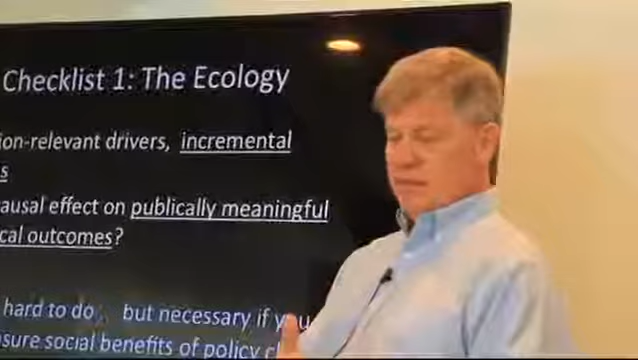 Checklist 1: The Ecology
ion-relevant drivers, incremental
s
ausal effect on publically meaningful
cal outcomes?
hard to do, but necessary if you
sure social benefits of policy c